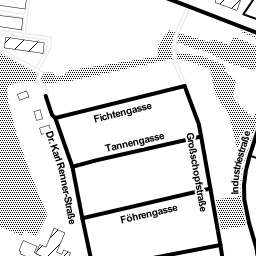 Fichtengasse
Tannengasse
Großschopfstraße
Industriestraße
Dr. Karl Renner-Straße
Föhrengasse